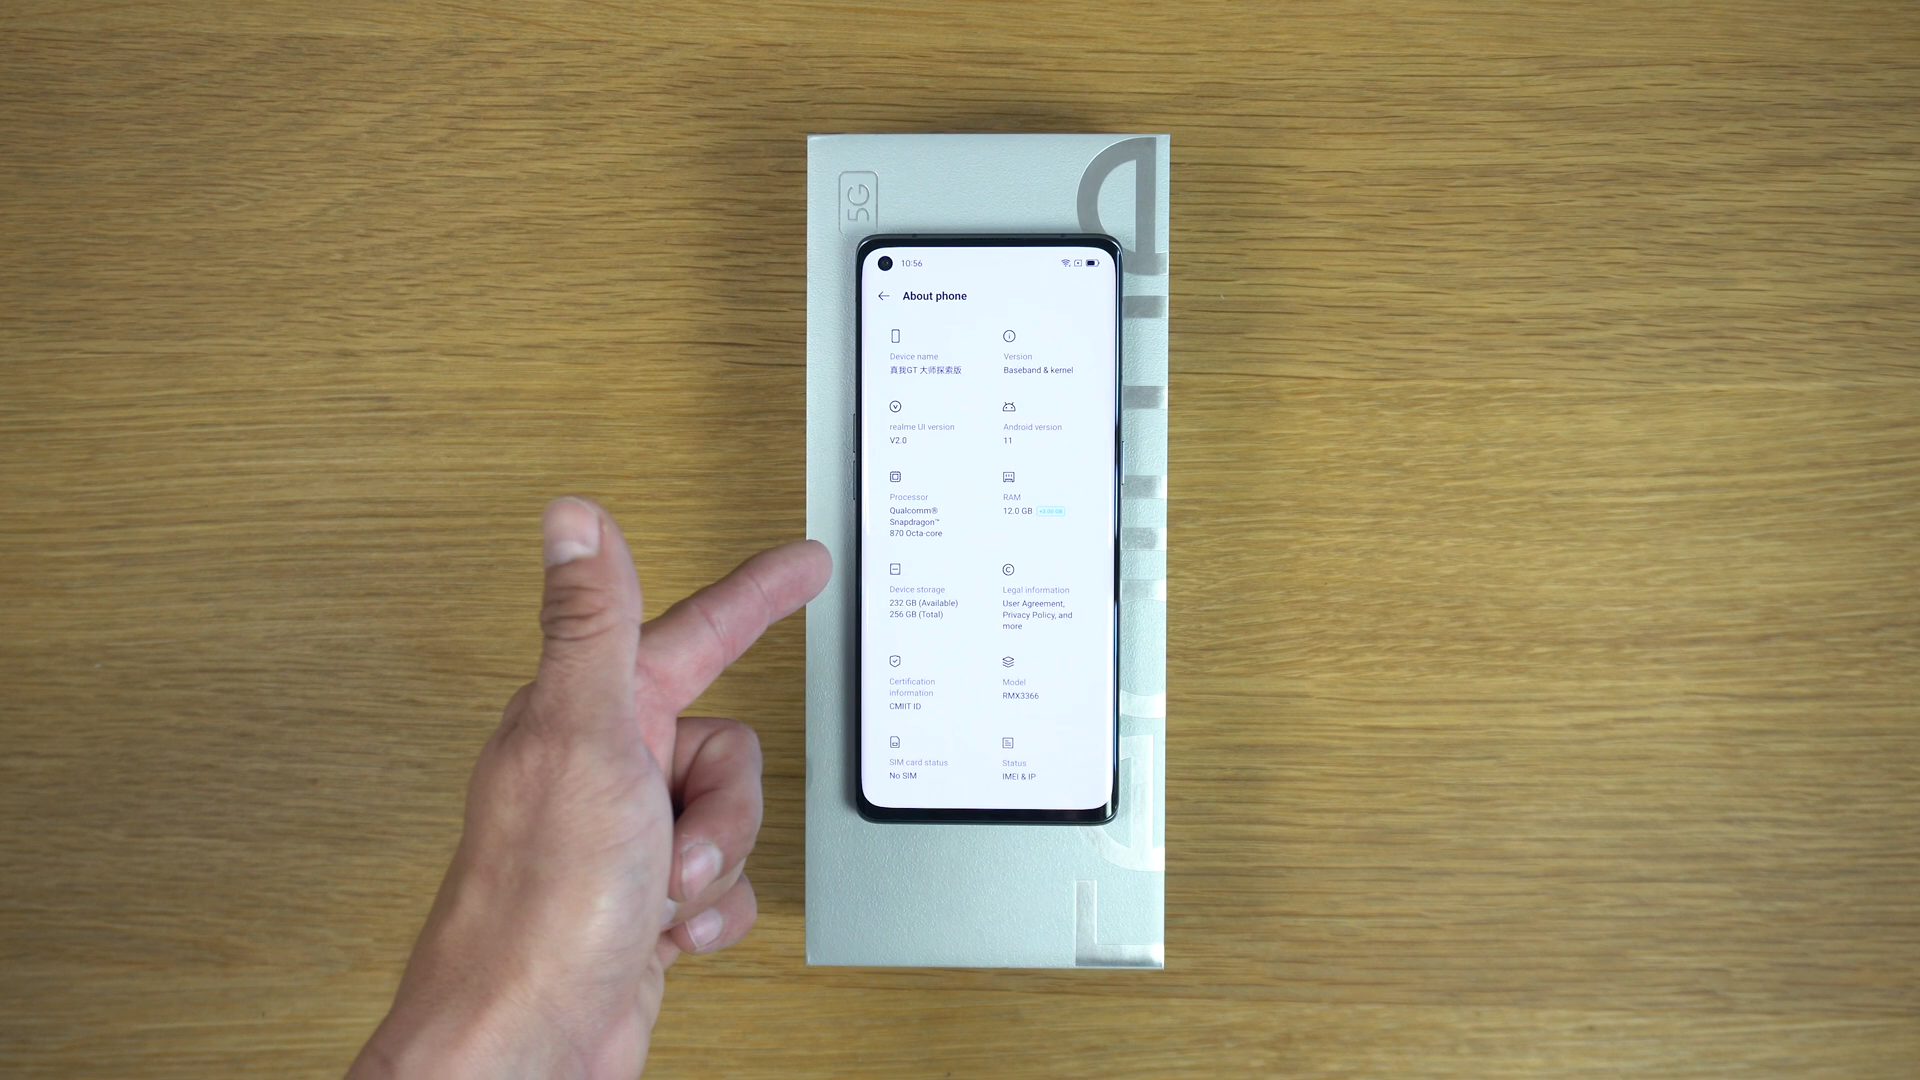 5G
10:56
About phone
Device name
真我GT 大师探索版
Version
Baseband & kernel
realme UI version
V2.0
Android version
11
Processor
Qualcomm®
Snapdragon™
870 Octa-core
RAM
12.0 GB
Device storage
232 GB (Available)
256 GB (Total)
Legal information
User Agreement,
Privacy Policy, and
more
Certification
information
CMIIT ID
Model
RMX3366
SIM card status
No SIM
Status
IMEI & IP